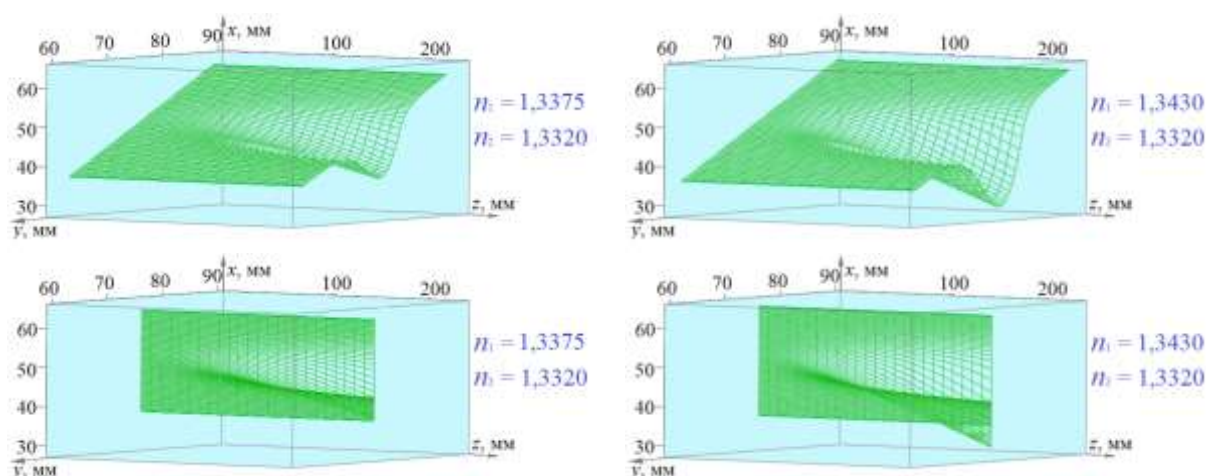 x, мм
60 70 80 90 100 200
60
50
40
30
y, мм
z, мм
n₁ = 1,3375
n₂ = 1,3320
x, мм
60 70 80 90 100 200
60
50
40
30
y, мм
z, мм
n₁ = 1,3430
n₂ = 1,3320
x, мм
60 70 80 90 100 200
60
50
40
30
y, мм
z, мм
n₁ = 1,3375
n₂ = 1,3320
x, мм
60 70 80 90 100 200
60
50
40
30
y, мм
z, мм
n₁ = 1,3430
n₂ = 1,3320